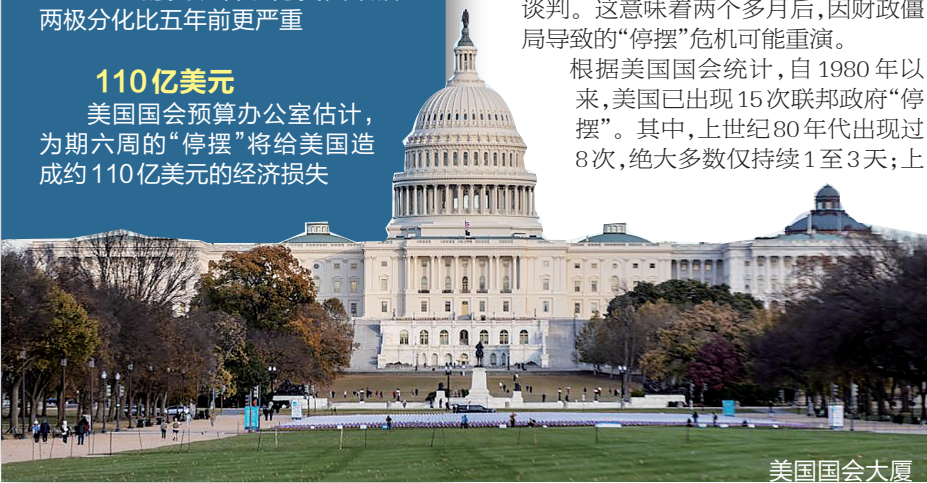 两极分化比五年前更严重
110亿美元
美国国会预算办公室估计，
为期六周的“停摆”将给美国造
成约110亿美元的经济损失
谈判。这意味着两个多月后，因财政僵
局导致的“停摆”危机可能重演。
根据美国国会统计，自1980年以
来，美国已出现15次联邦政府“停
摆”。其中，上世纪80年代出现过
8次，绝大多数仅持续1至3天；上
美国国会大厦